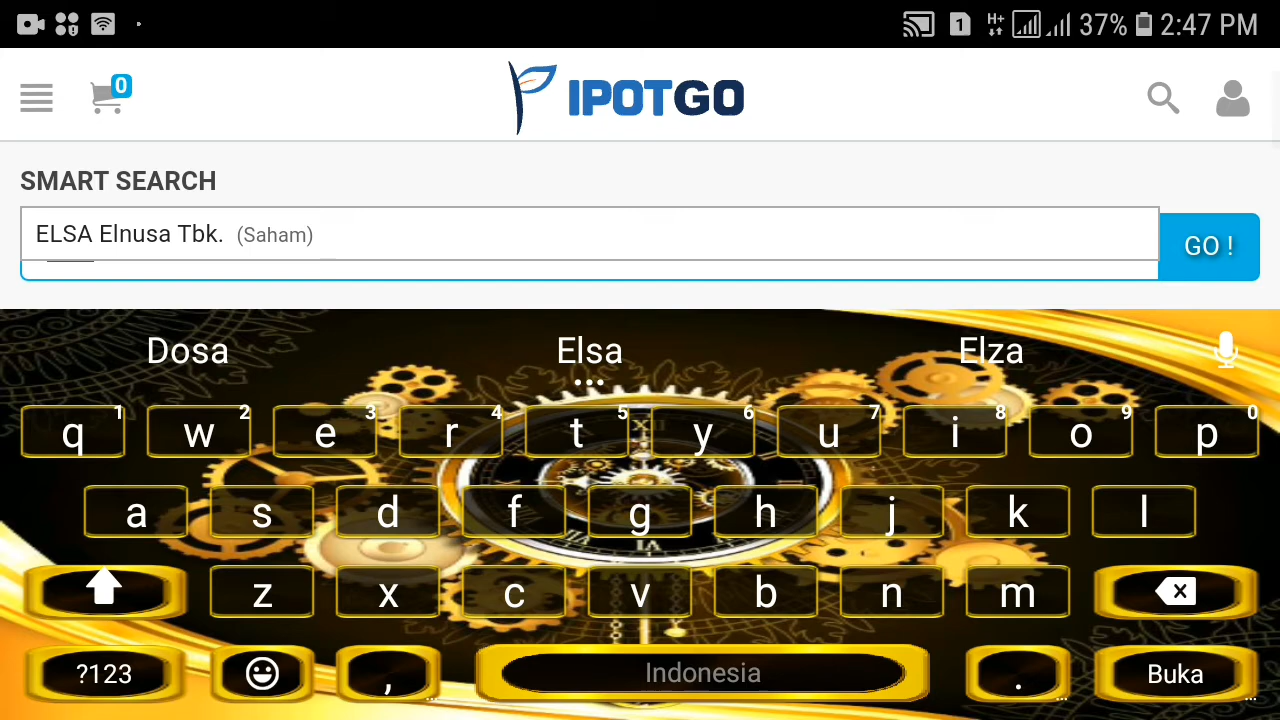 1 H+ 37% 2:47 PM
0 IPOTGO
SMART SEARCH
ELSA Elnusa Tbk. (Saham)
GO !
Dosa Elsa Elza
q 1 w 2 e 3 r 4 t 5 y 6 u 7 i 8 o 9 p 0
a s d f g h j k l
z x c v b n m
?123 , Indonesia . Buka